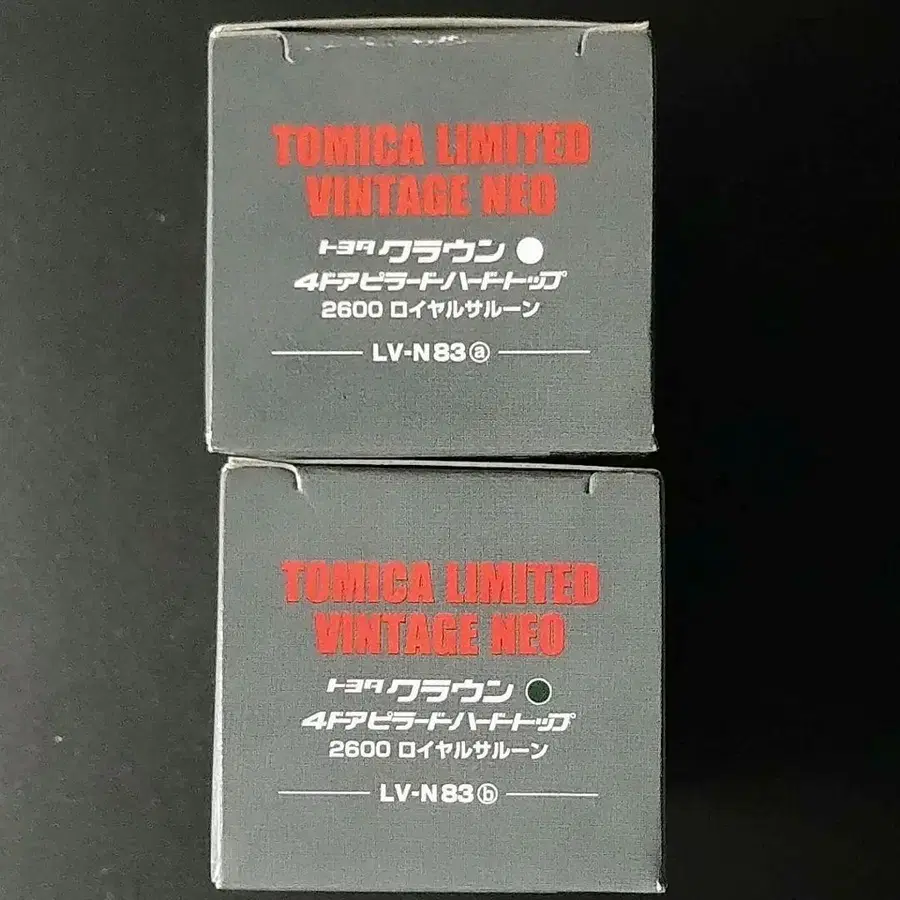 TOMICA LIMITED
VINTAGE NEO
トヨタ クラウン
4ドアピラードハードトップ
2600 ロイヤルサルーン
LV-N83ⓐ
TOMICA LIMITED
VINTAGE NEO
トヨタ クラウン
4ドアピラードハードトップ
2600 ロイヤルサルーン
LV-N83ⓑ